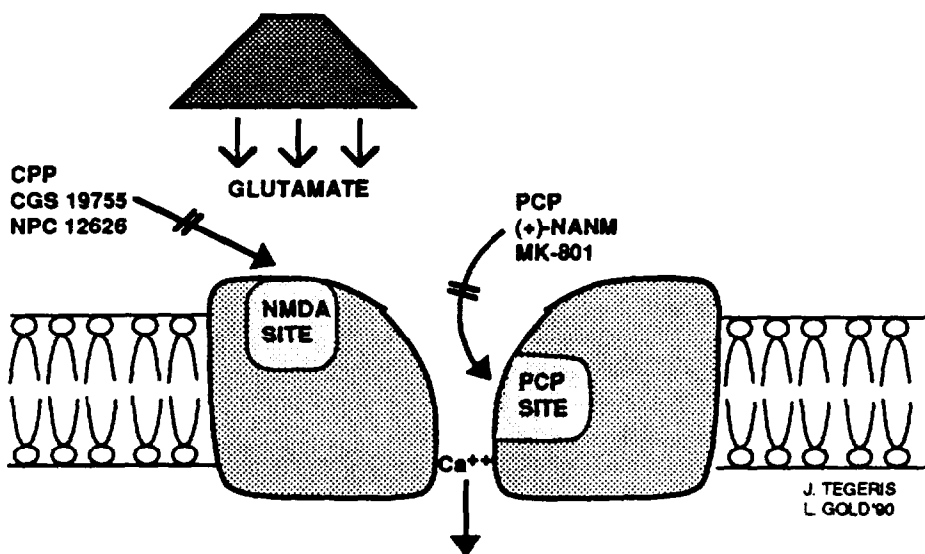 GLUTAMATE
CPP
CGS 19755
NPC 12626
PCP
(+)-NANM
MK-801
NMDA
SITE
PCP
SITE
Ca++
J. TEGERIS
L. GOLD'90